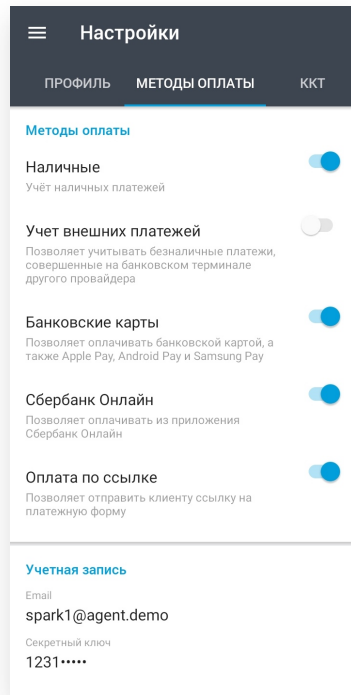 Настройки
ПРОФИЛЬ МЕТОДЫ ОПЛАТЫ ККТ
Методы оплаты
Наличные
Учёт наличных платежей
Учет внешних платежей
Позволяет учитывать безналичные платежи,
совершенные на банковском терминале
другого провайдера
Банковские карты
Позволяет оплачивать банковской картой, а
также Apple Pay, Android Pay и Samsung Pay
Сбербанк Онлайн
Позволяет оплачивать из приложения
Сбербанк Онлайн
Оплата по ссылке
Позволяет отправить клиенту ссылку на
платежную форму
Учетная запись
Email
spark1@agent.demo
Секретный ключ
1231•••••